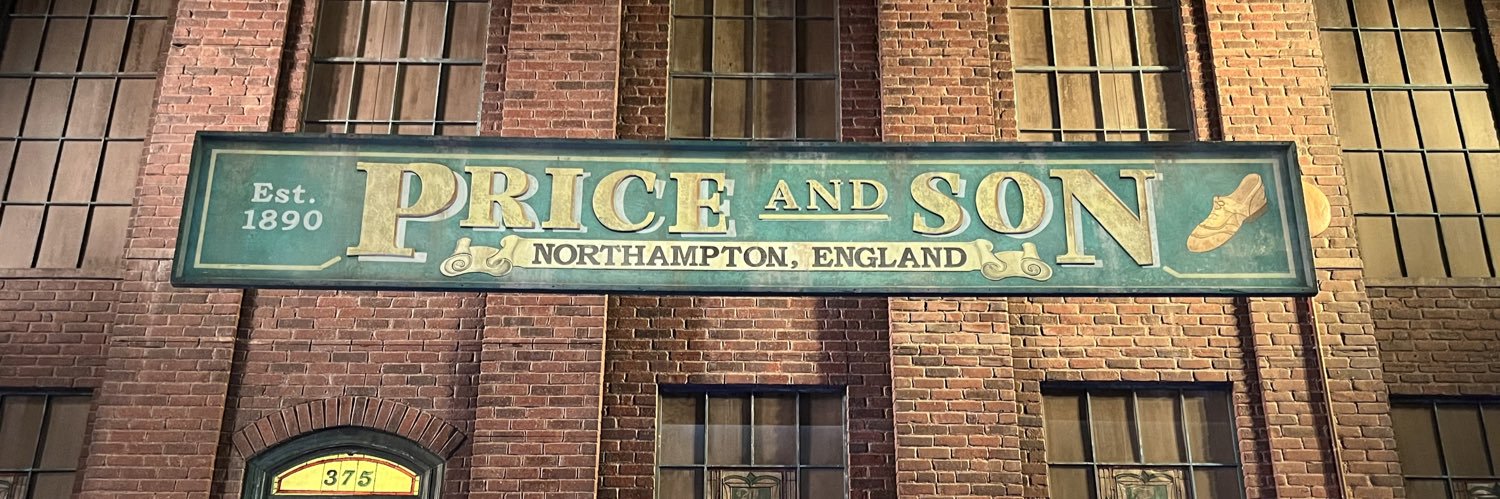 Est.
1890
PRICE AND SON
NORTHAMPTON, ENGLAND
375